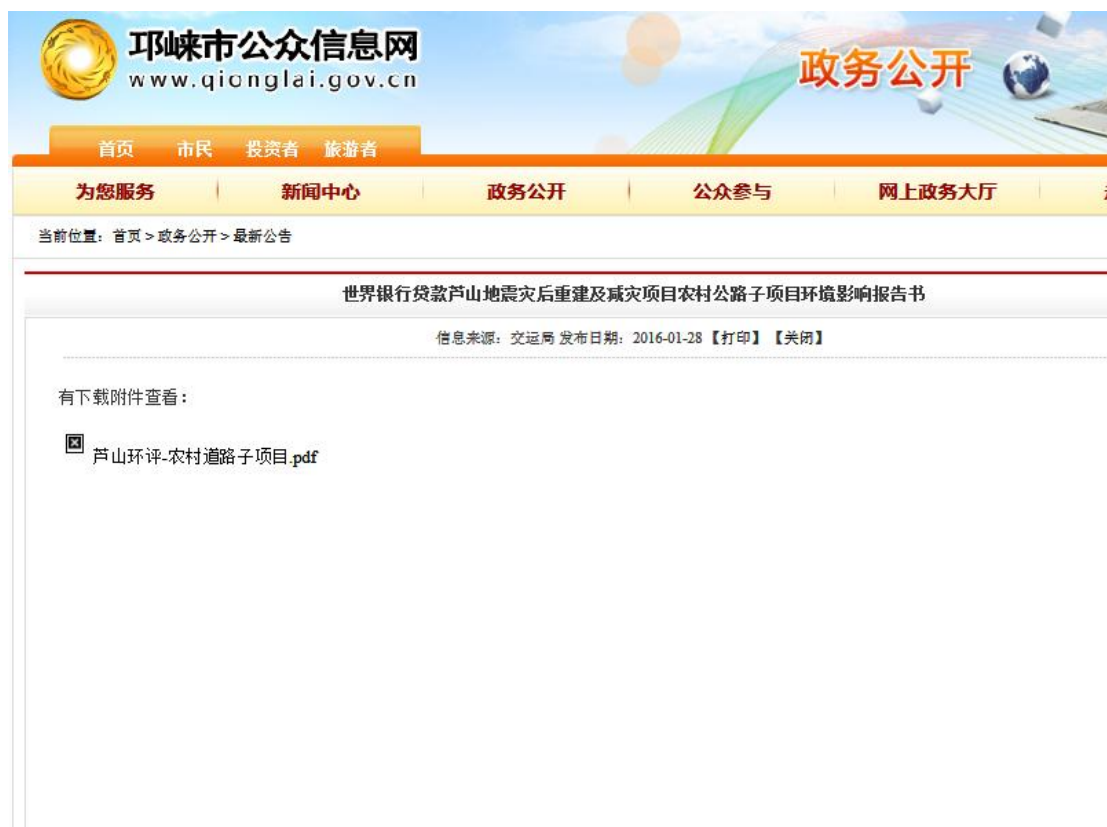 邛崃市公众信息网
www.qionglai.gov.cn
政务公开
首页 市民 投资者 旅游者
为您服务 新闻中心 政务公开 公众参与 网上政务大厅
当前位置：首页>政务公开>最新公告
世界银行贷款芦山地震灾后重建及减灾项目农村公路子项目环境影响报告书
信息来源：交运局 发布日期：2016-01-28【打印】【关闭】
有下载附件查看：
芦山环评-农村道路子项目.pdf